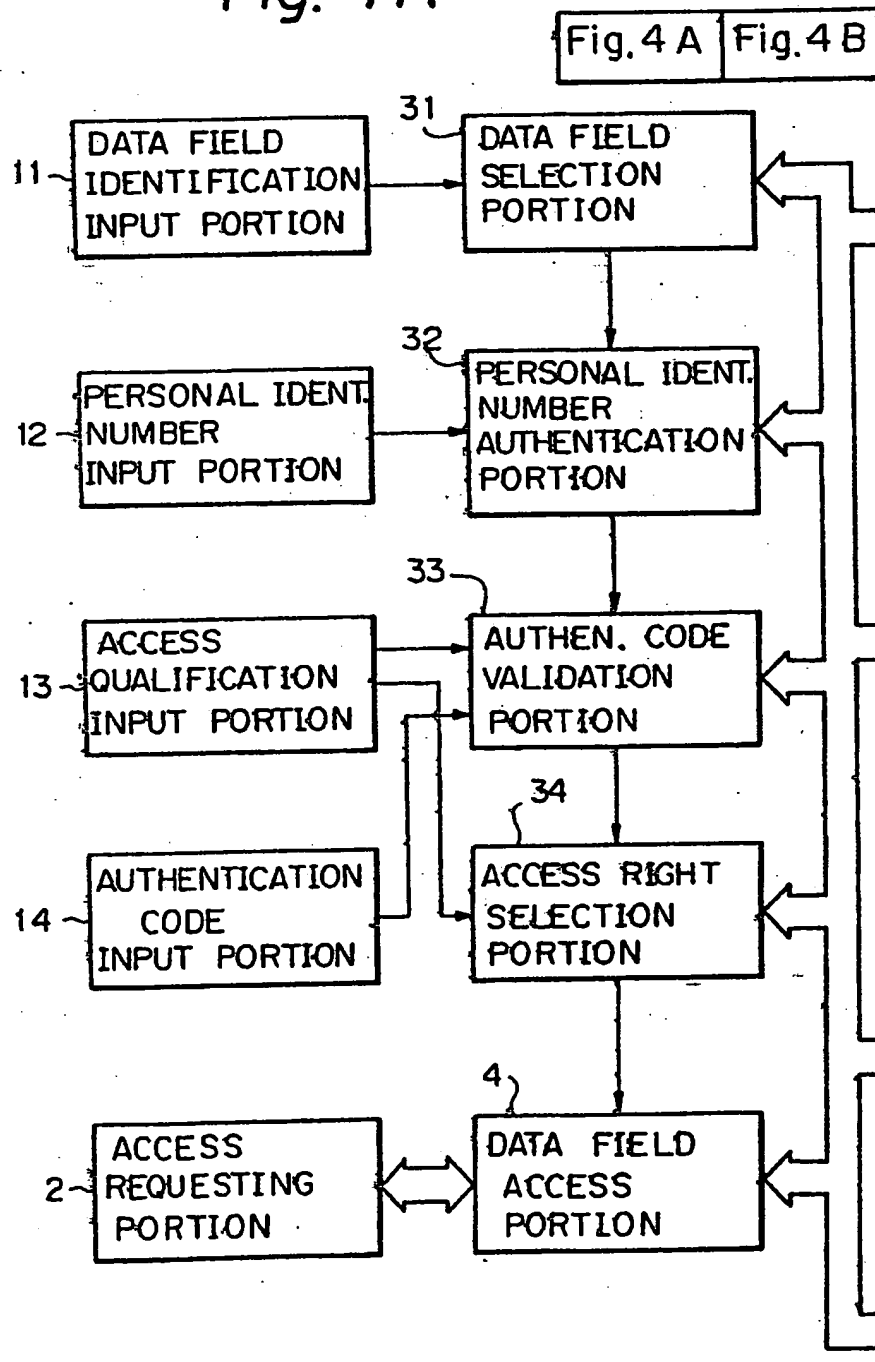 Fig. 4A
Fig. 4 A Fig. 4 B
11
DATA FIELD
IDENTIFICATION
INPUT PORTION
31
DATA FIELD
SELECTION
PORTION
12
PERSONAL IDENT.
NUMBER
INPUT PORTION
32
PERSONAL IDENT.
NUMBER
AUTHENTICATION
PORTION
13
ACCESS
QUALIFICATION
INPUT PORTION
33
AUTHEN. CODE
VALIDATION
PORTION
14
AUTHENTICATION
CODE
INPUT PORTION
34
ACCESS RIGHT
SELECTION
PORTION
2
ACCESS
REQUESTING
PORTION
4
DATA FIELD
ACCESS
PORTION